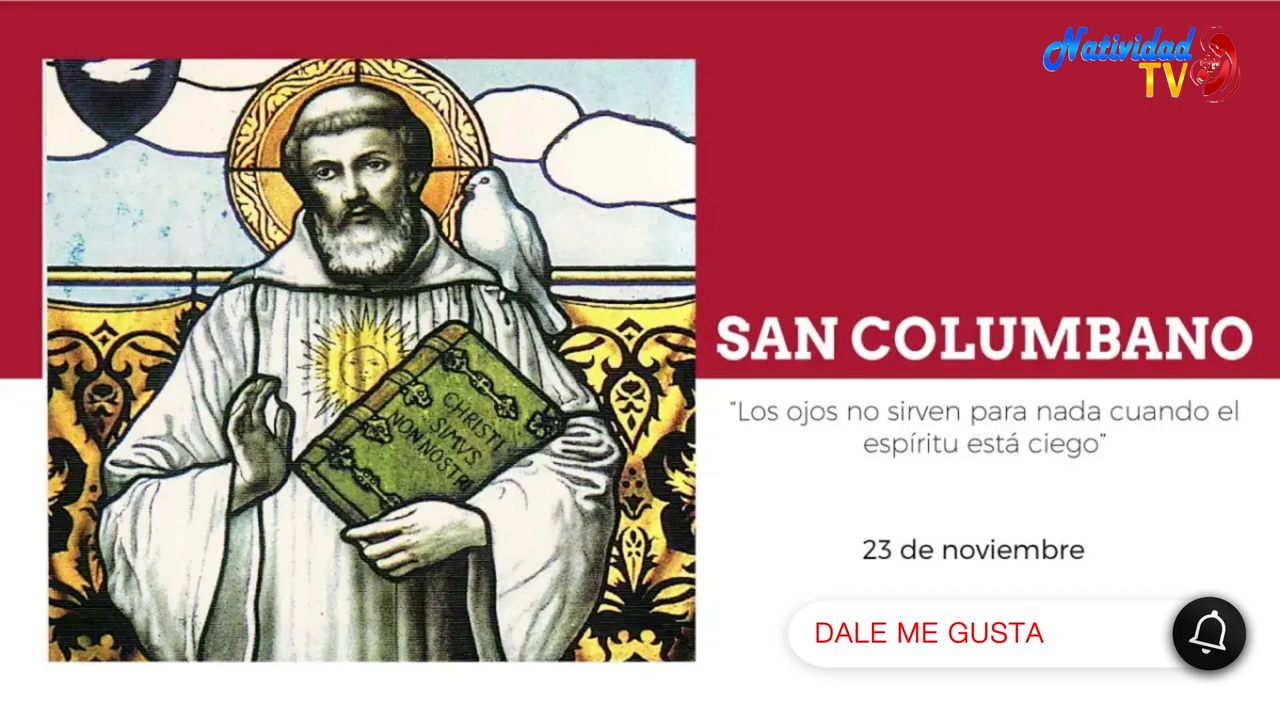 Natividad
TV
CHRISTI
SIMVS
NON NOSTRI
SAN COLUMBANO
“Los ojos no sirven para nada cuando el
espíritu está ciego”
23 de noviembre
DALE ME GUSTA